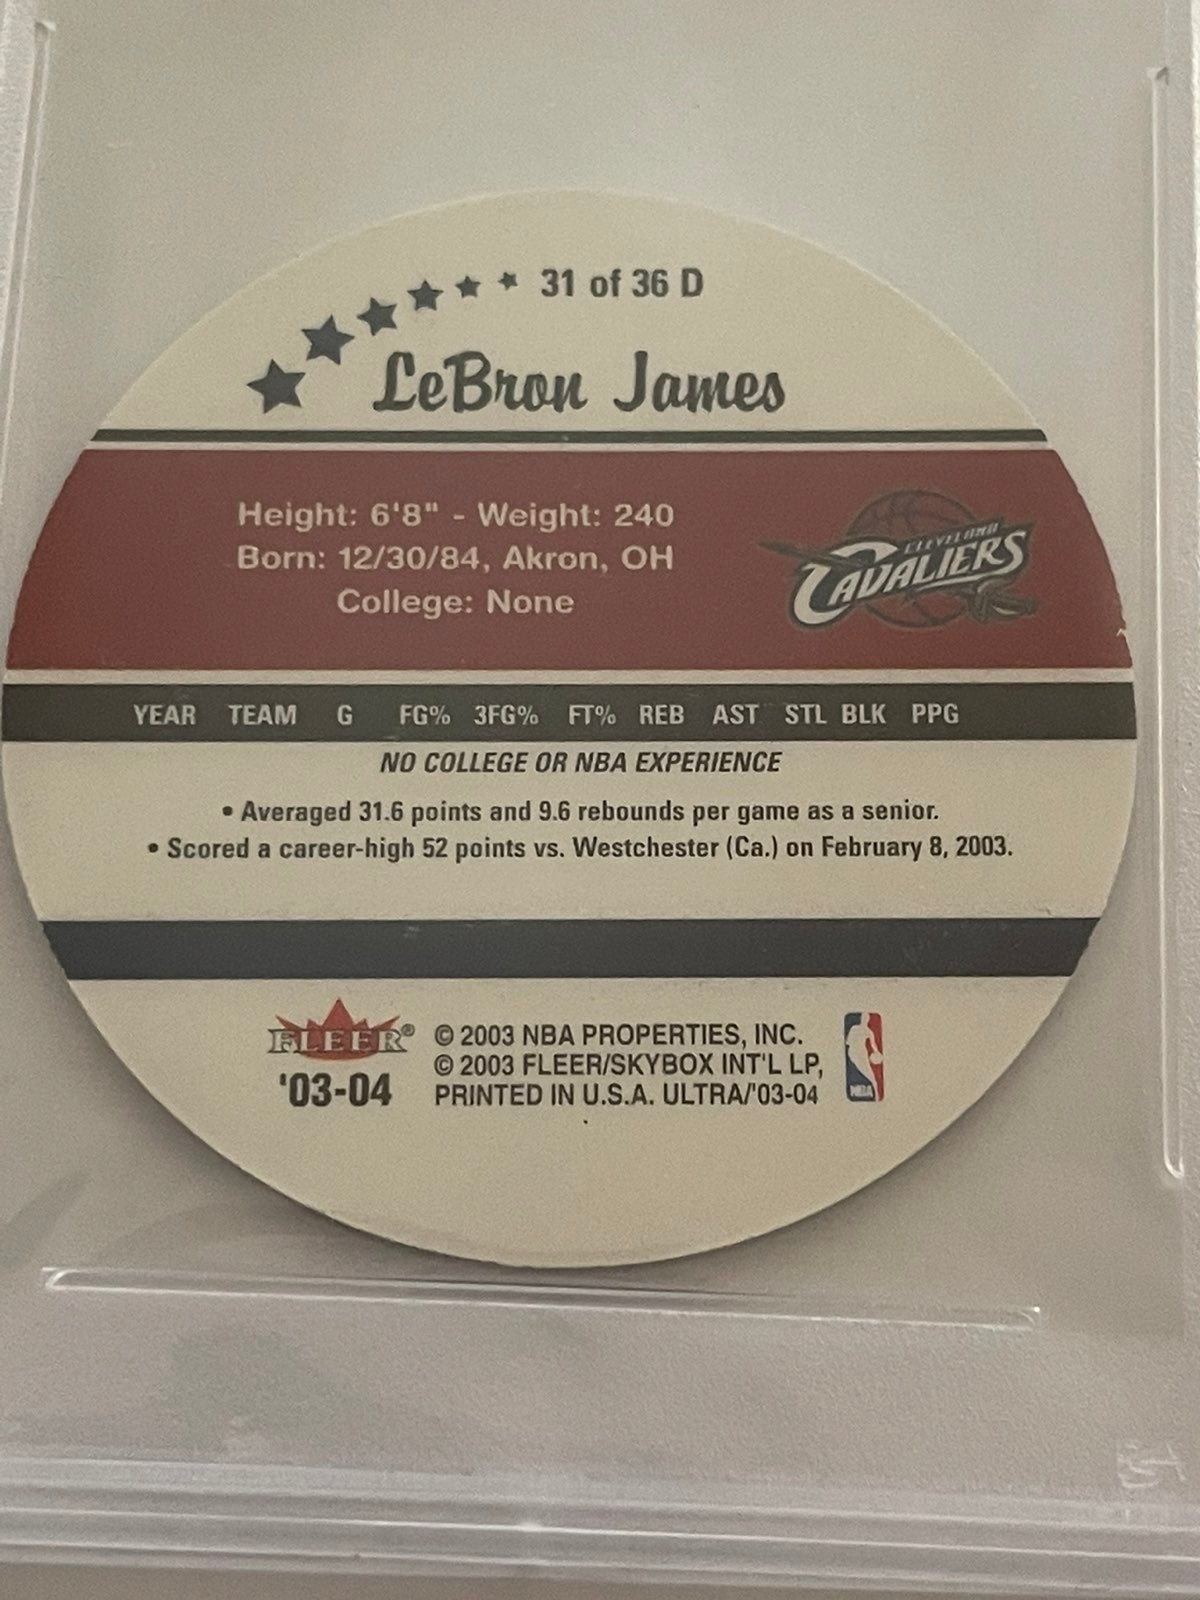 31 of 36 D
LeBron James
Height: 6'8" - Weight: 240
Born: 12/30/84, Akron, OH
College: None
CLEVELAND
CAVALIERS
YEAR TEAM G FG% 3FG% FT% REB AST STL BLK PPG
NO COLLEGE OR NBA EXPERIENCE
• Averaged 31.6 points and 9.6 rebounds per game as a senior.
• Scored a career-high 52 points vs. Westchester (Ca.) on February 8, 2003.
FLEER®
'03-04
© 2003 NBA PROPERTIES, INC.
© 2003 FLEER/SKYBOX INT'L LP,
PRINTED IN U.S.A. ULTRA/'03-04
NBA